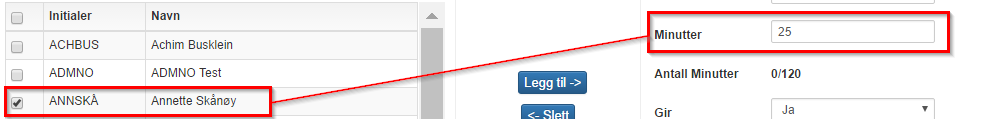 Initialer Navn
ACHBUS Achim Busklein
ADMNO ADMNO Test
ANNSKÅ Annette Skånøy
Legg til ->
<- Slett
Minutter 25
Antall Minutter 0/120
Gir Ja